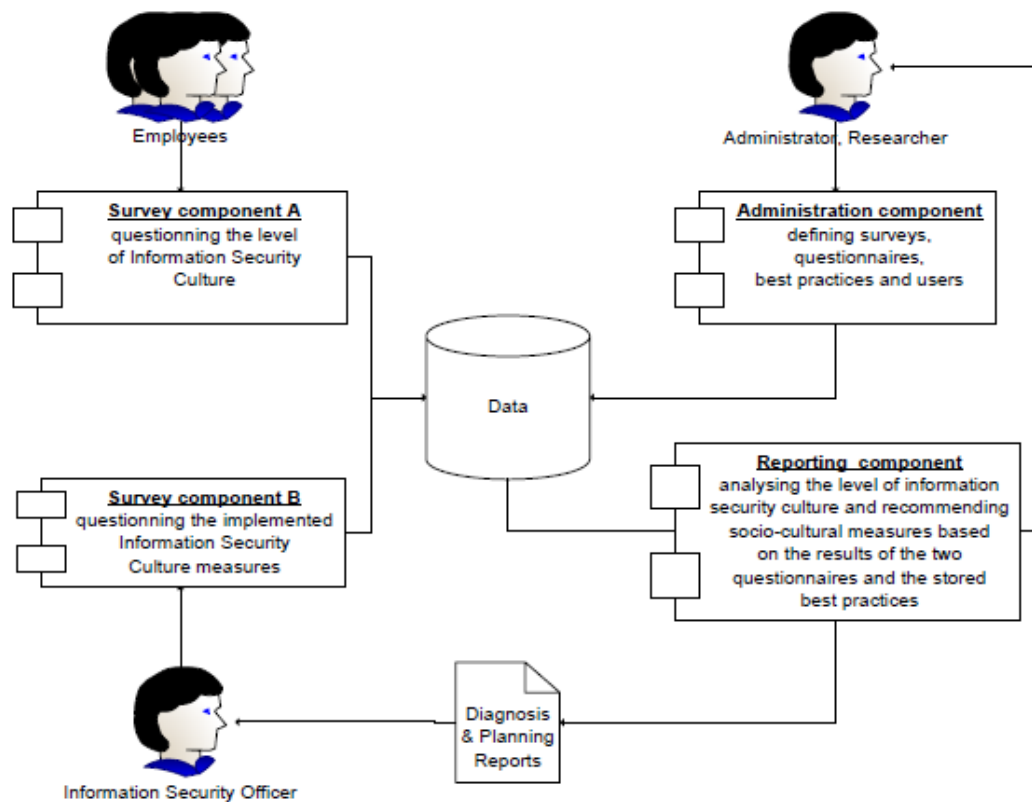 Employees
Administrator, Researcher
Survey component A
questionning the level
of Information Security
Culture
Administration component
defining surveys,
questionnaires,
best practices and users
Data
Survey component B
questionning the implemented
Information Security
Culture measures
Reporting component
analysing the level of information
security culture and recommending
socio-cultural measures based
on the results of the two
questionnaires and the stored
best practices
Diagnosis
& Planning
Reports
Information Security Officer